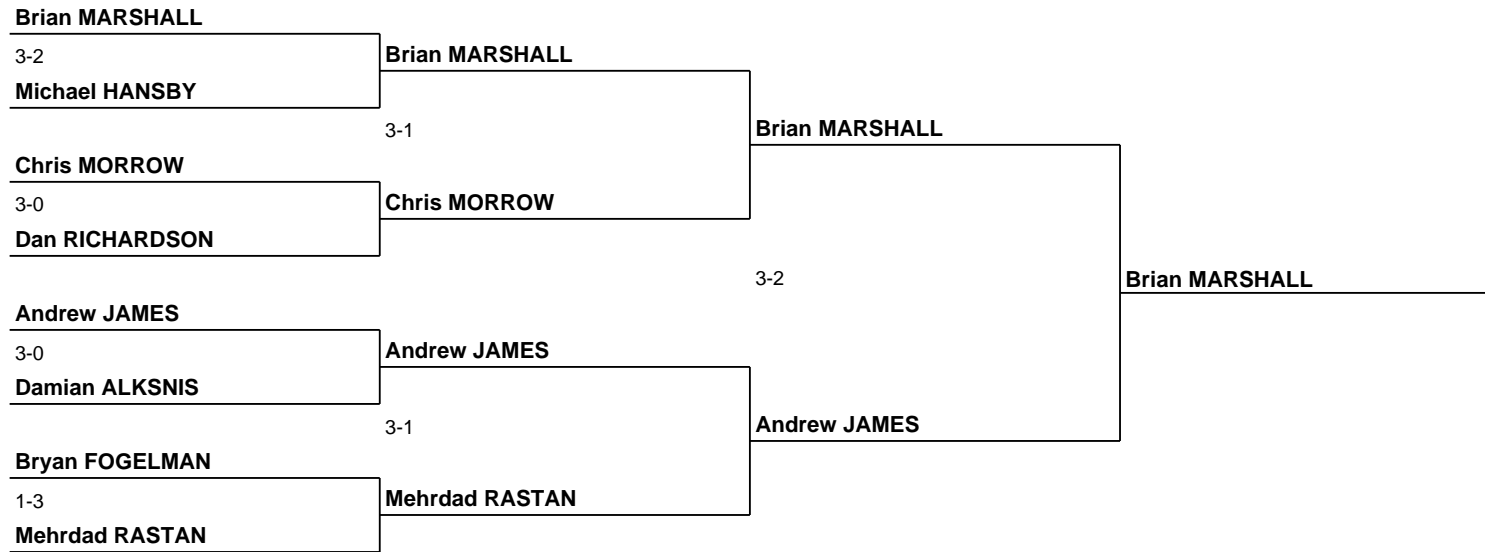 Brian MARSHALL
3-2
Brian MARSHALL
Michael HANSBY
3-1
Brian MARSHALL
Chris MORROW
3-0
Chris MORROW
Dan RICHARDSON
3-2
Brian MARSHALL
Andrew JAMES
3-0
Andrew JAMES
Damian ALKSNIS
3-1
Andrew JAMES
Bryan FOGELMAN
1-3
Mehrdad RASTAN
Mehrdad RASTAN